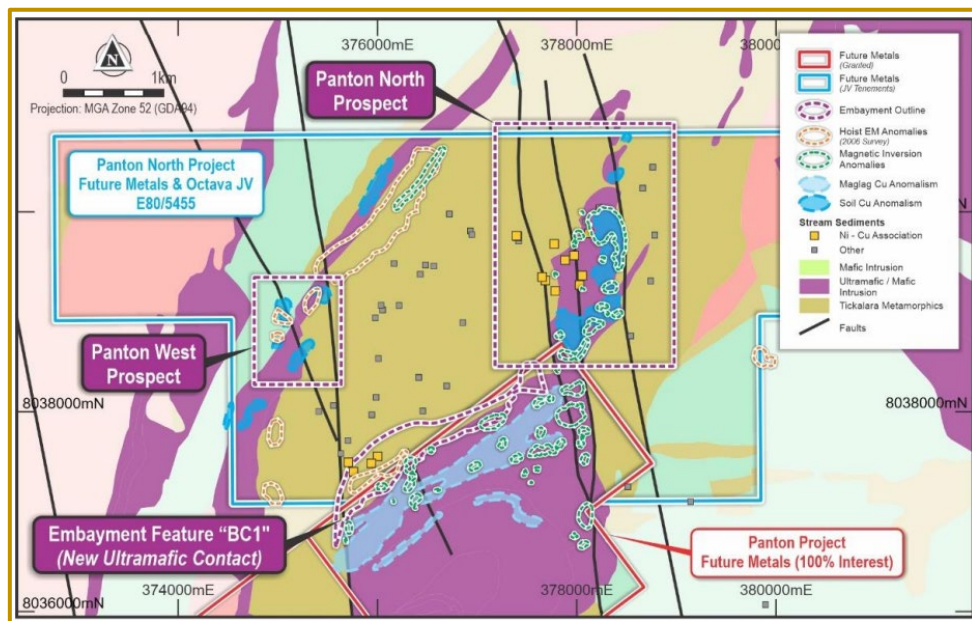 376000mE
378000mE
38000
N
0 1km
Projection: MGA Zone 52 (GDA94)
Panton North
Prospect
Panton North Project
Future Metals & Octava JV
E80/5455
Future Metals
(Granted)
Future Metals
(JV Tenements)
Embayment Outline
Hoist EM Anomalies
(2006 Survey)
Magnetic Inversion
Anomalies
Maglag Cu Anomalism
Soil Cu Anomalism
Stream Sediments
Ni - Cu Association
Other
Mafic Intrusion
Ultramafic / Mafic
Intrusion
Tickalara Metamorphics
Faults
N
Panton West
Prospect
8038000mN
8038000mN
Embayment Feature “BC1"
(New Ultramafic Contact)
Panton Project
Future Metals (100% Interest)
374000mE
378000mE
380000mE
8036000mN